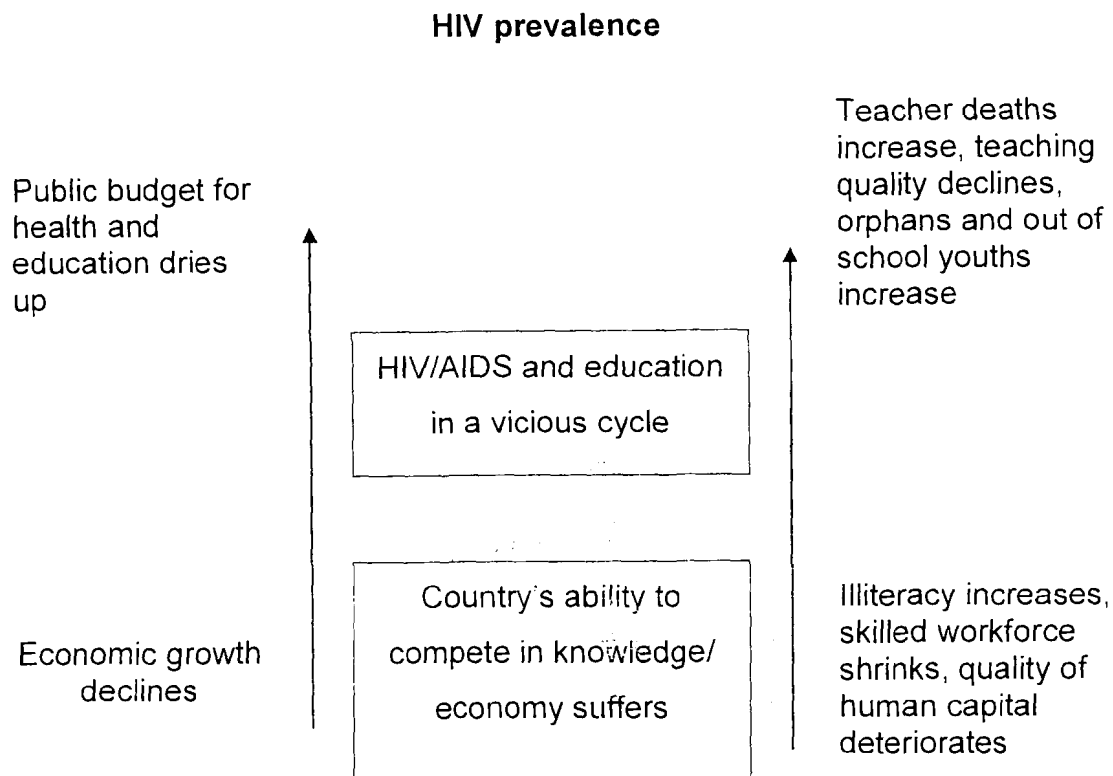 HIV prevalence
Public budget for
health and
education dries
up
Teacher deaths
increase, teaching
quality declines,
orphans and out of
school youths
increase
HIV/AIDS and education
in a vicious cycle
Economic growth
declines
Country's ability to
compete in knowledge/
economy suffers
Illiteracy increases,
skilled workforce
shrinks, quality of
human capital
deteriorates